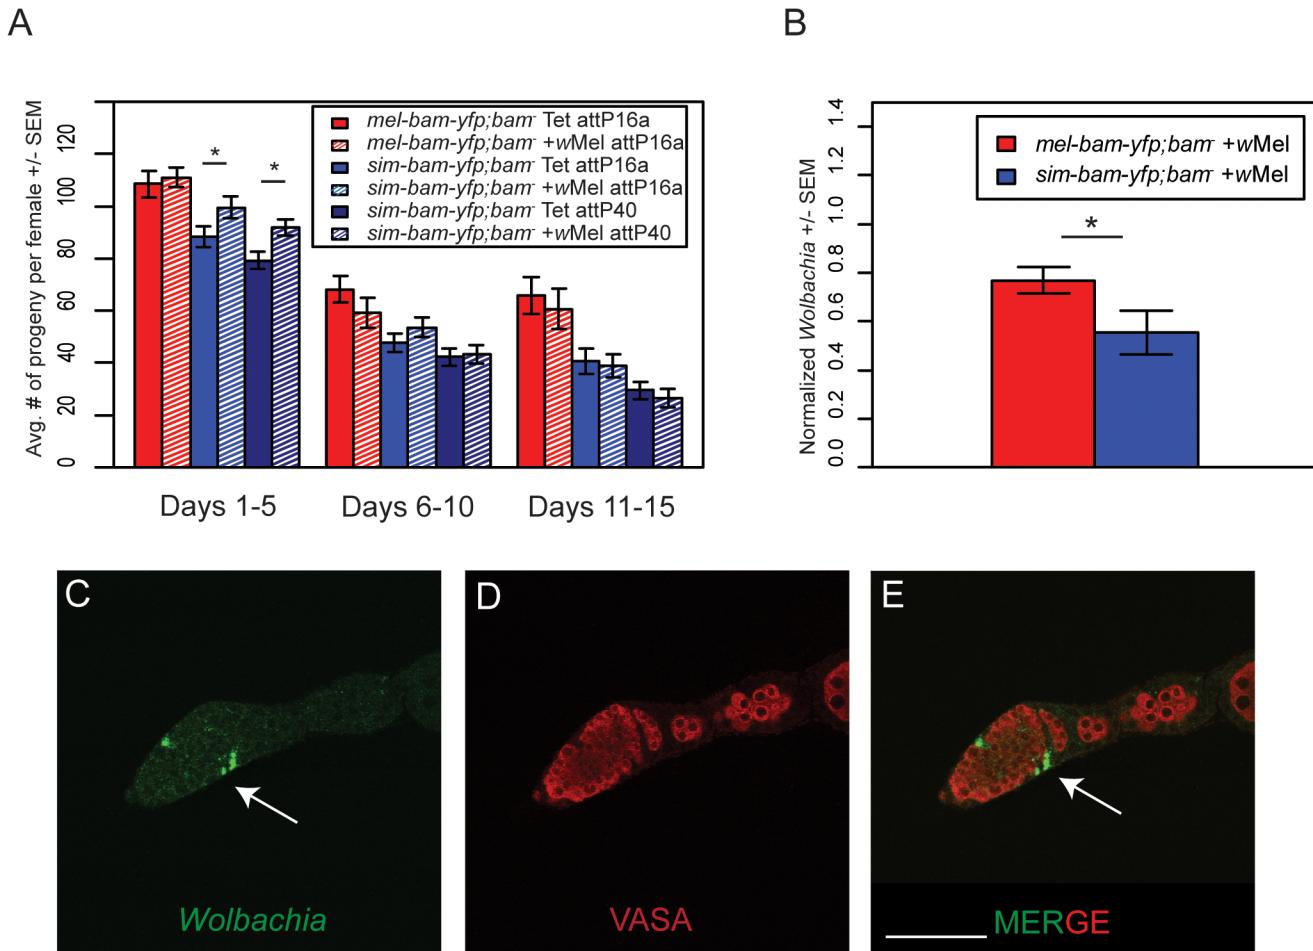 A
B
Avg. # of progeny per female +/- SEM
0 20 40 60 80 100 120
mel-bam-yfp;bam⁻ Tet attP16a
mel-bam-yfp;bam⁻ +wMel attP16a
sim-bam-yfp;bam⁻ Tet attP16a
sim-bam-yfp;bam⁻ +wMel attP16a
sim-bam-yfp;bam⁻ Tet attP40
sim-bam-yfp;bam⁻ +wMel attP40
*
*
Days 1-5
Days 6-10
Days 11-15
Normalized Wolbachia +/- SEM
0.0 0.2 0.4 0.6 0.8 1.0 1.2 1.4
mel-bam-yfp;bam⁻ +wMel
sim-bam-yfp;bam⁻ +wMel
*
C
Wolbachia
D
VASA
E
MERGE